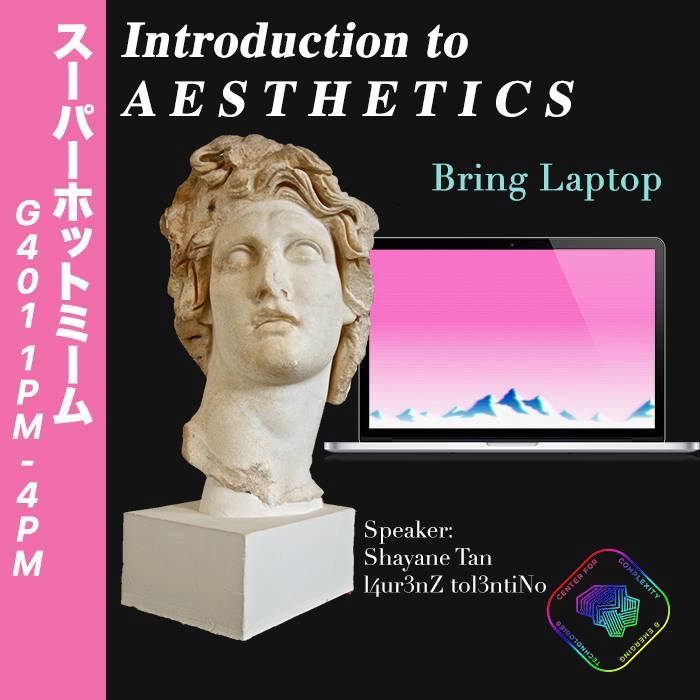 スーパーホットミーム
G401 1PM - 4PM
Introduction to
AESTHETICS
Bring Laptop
Speaker:
Shayane Tan
l4ur3nZ tol3ntiNo
CENTER FOR
COMPLEXITY
& EMERGING
TECHNOLOGIES